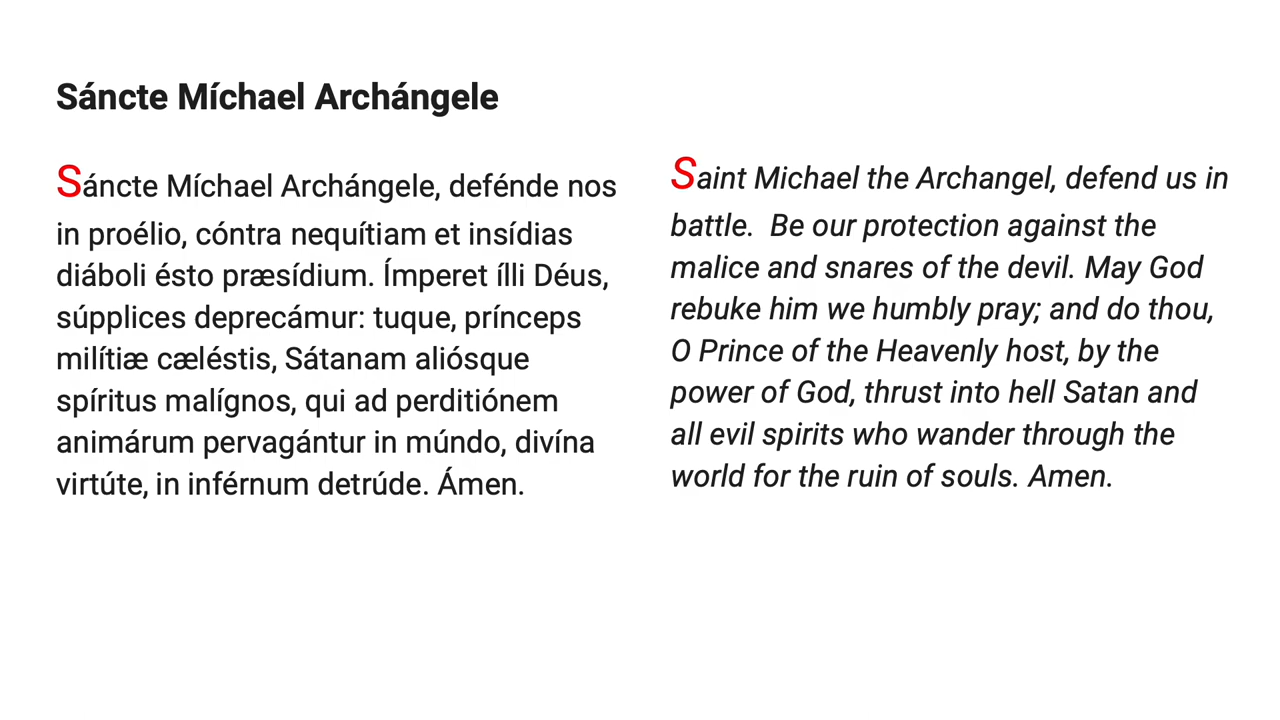 Sáncte Míchael Archángele
Sáncte Míchael Archángele, defénde nos
in proélio, cóntra nequítiam et insídias
diáboli ésto præsídium. Ímperet ílli Déus,
súpplices deprecámur: tuque, prínceps
milítiæ cæléstis, Sátanam aliósque
spíritus malígnos, qui ad perditiónem
animárum pervagántur in múndo, divína
virtúte, in inférnum detrúde. Ámen.
Saint Michael the Archangel, defend us in
battle.  Be our protection against the
malice and snares of the devil. May God
rebuke him we humbly pray; and do thou,
O Prince of the Heavenly host, by the
power of God, thrust into hell Satan and
all evil spirits who wander through the
world for the ruin of souls. Amen.